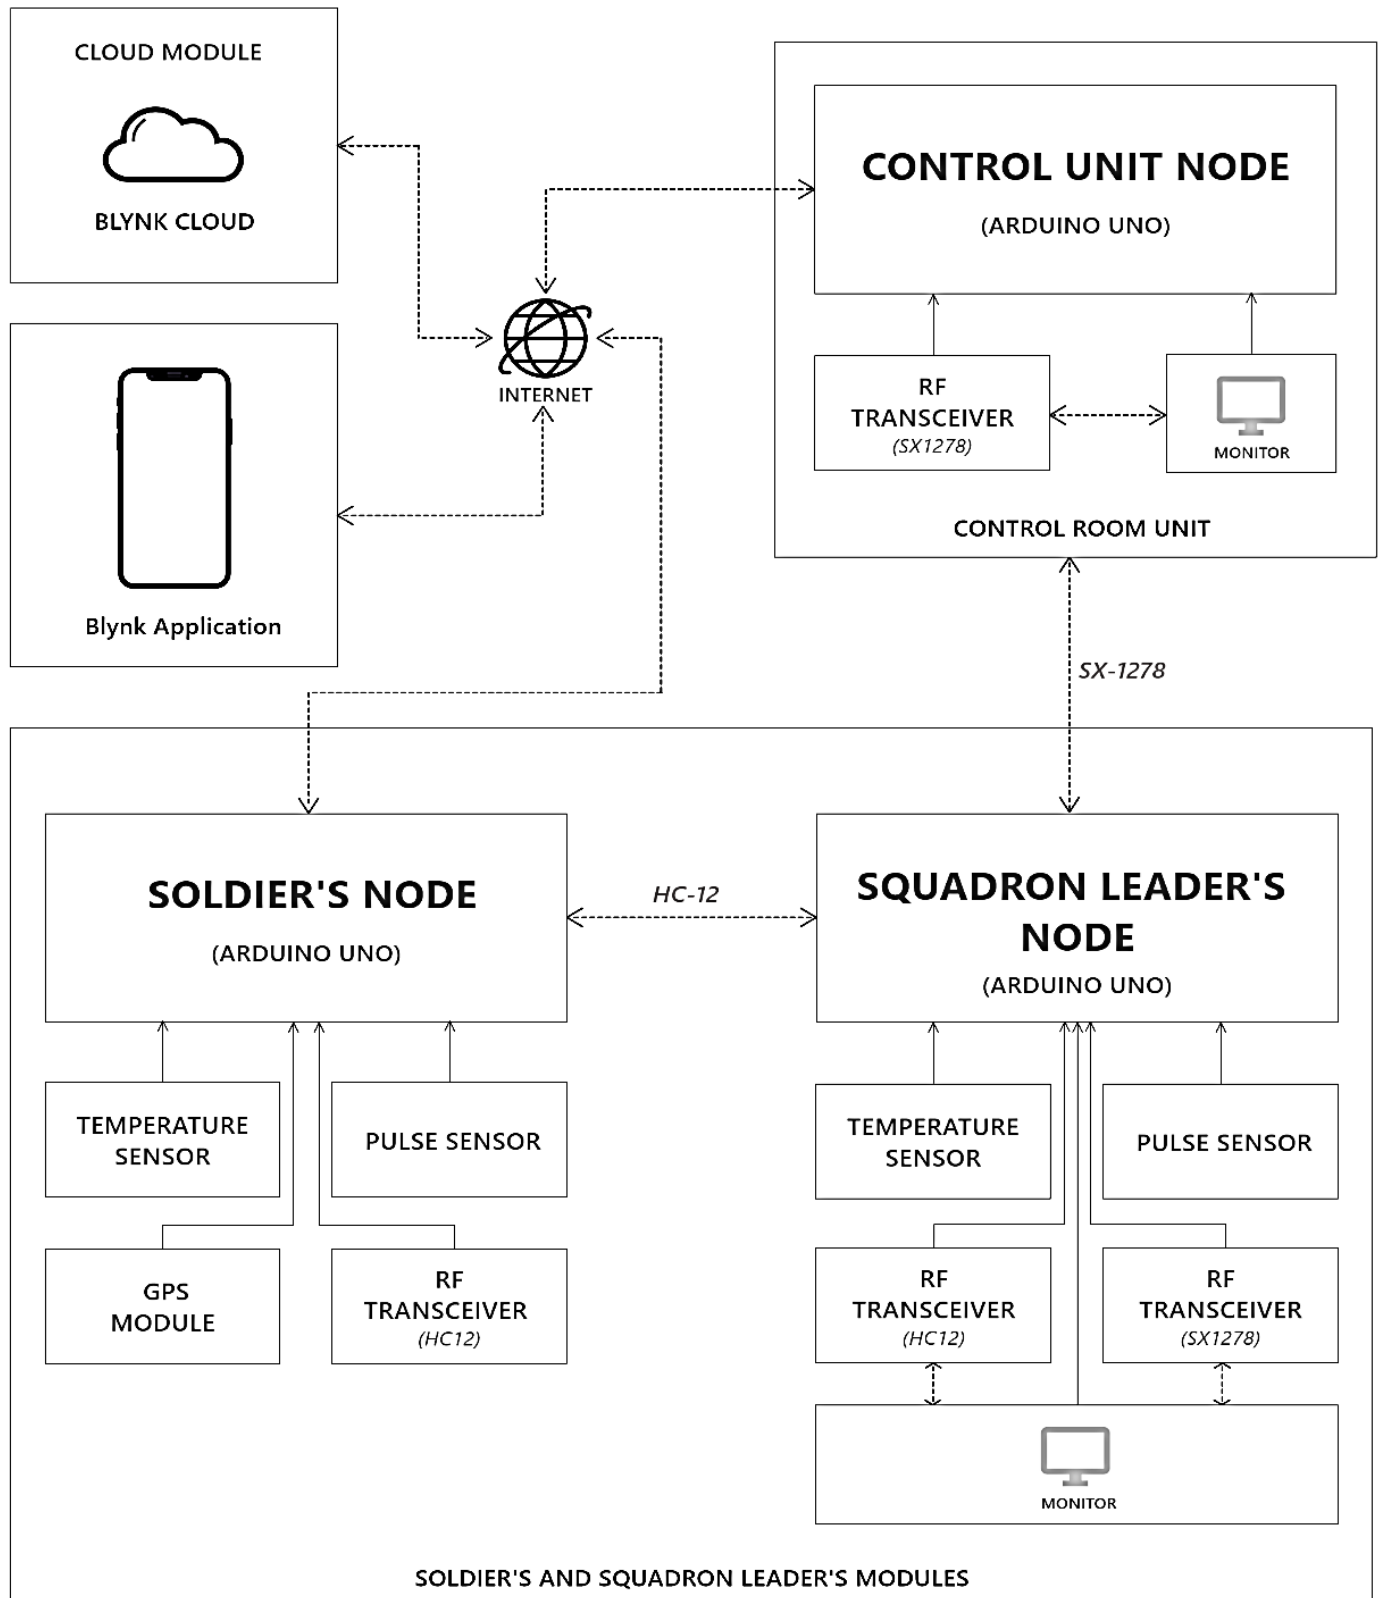 CLOUD MODULE
BLYNK CLOUD
CONTROL UNIT NODE
(ARDUINO UNO)
INTERNET
RF
TRANSCEIVER
(SX1278)
MONITOR
CONTROL ROOM UNIT
Blynk Application
SX-1278
SOLDIER'S NODE
(ARDUINO UNO)
HC-12
SQUADRON LEADER'S
NODE
(ARDUINO UNO)
TEMPERATURE
SENSOR
PULSE SENSOR
GPS
MODULE
RF
TRANSCEIVER
(HC12)
TEMPERATURE
SENSOR
PULSE SENSOR
RF
TRANSCEIVER
(HC12)
RF
TRANSCEIVER
(SX1278)
MONITOR
SOLDIER'S AND SQUADRON LEADER'S MODULES